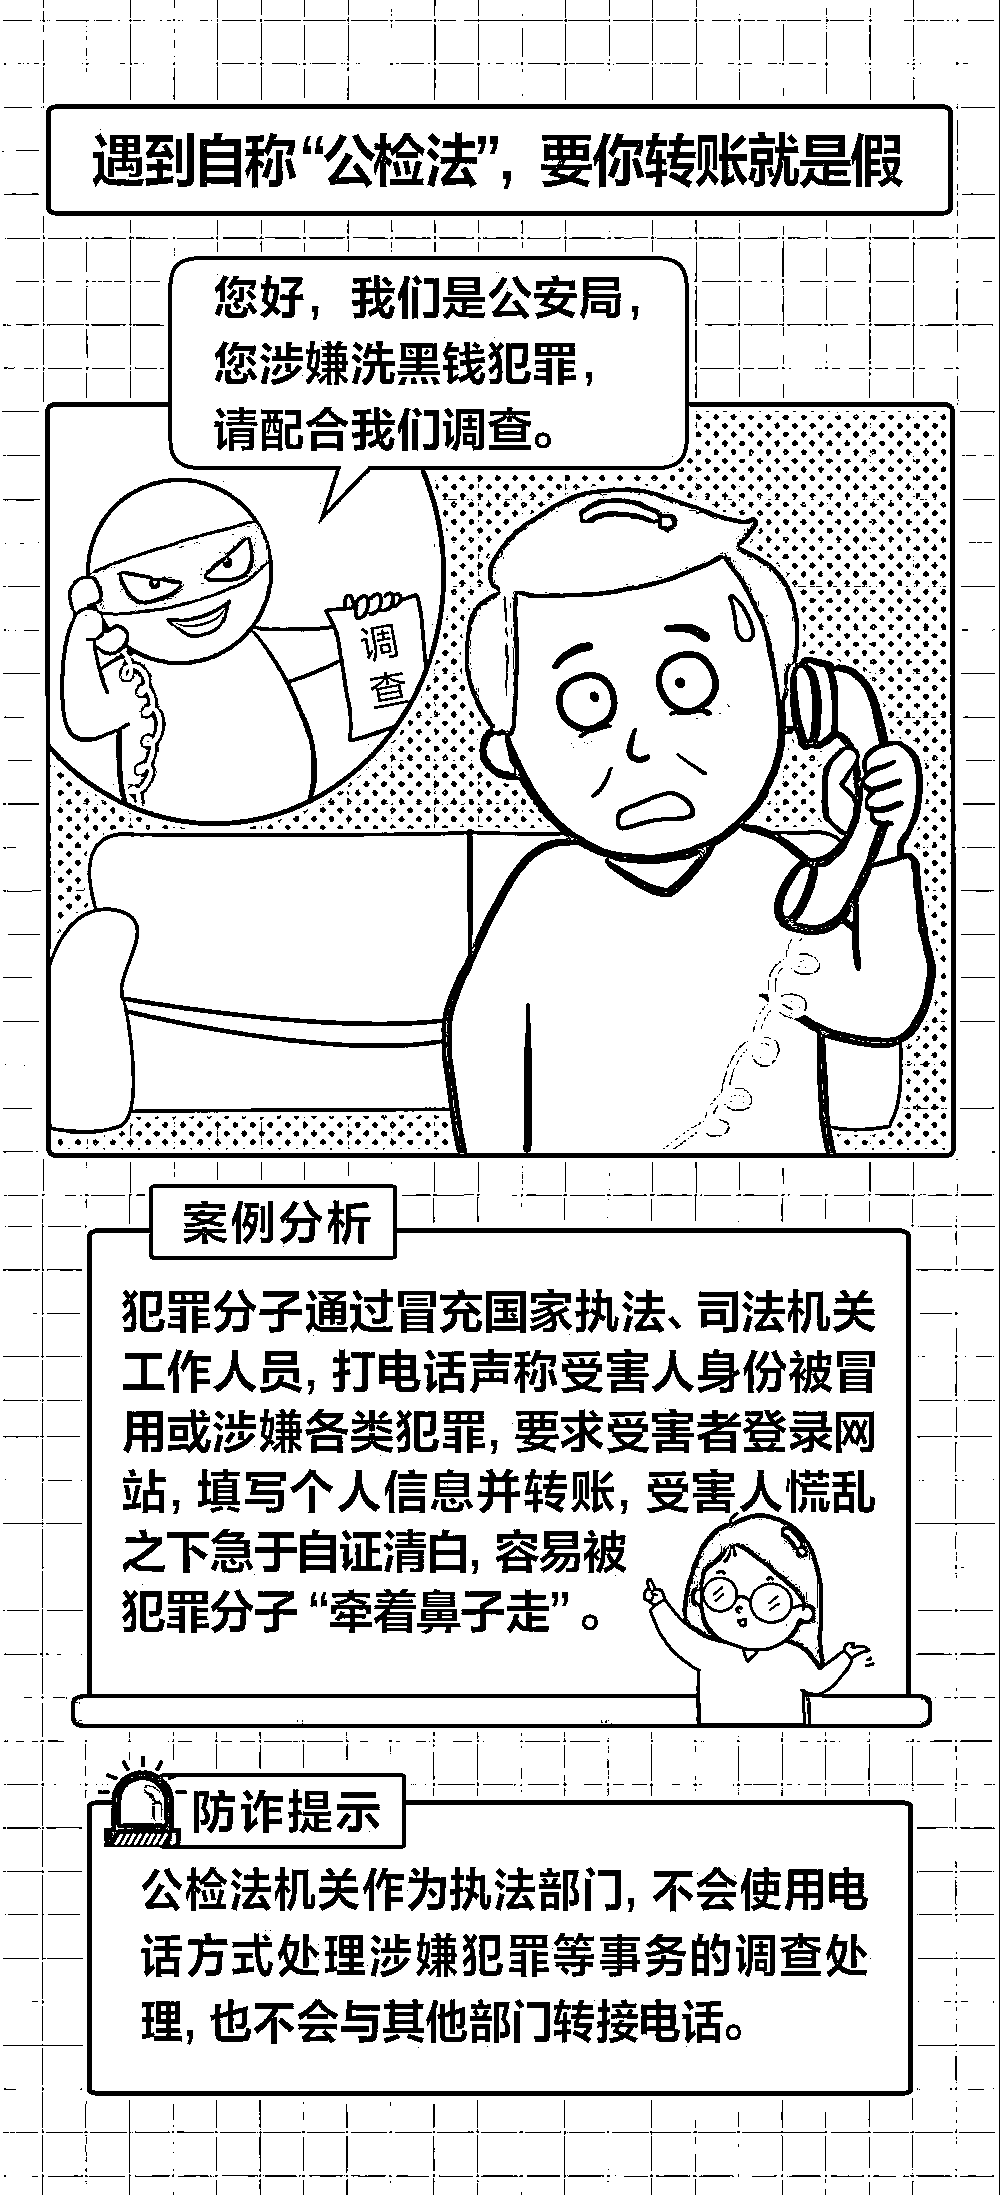 遇到自称“公检法”，要你转账就是假
您好，我们是公安局，
您涉嫌洗黑钱犯罪，
请配合我们调查。
调
查
案例分析
犯罪分子通过冒充国家执法、司法机关
工作人员，打电话声称受害人身份被冒
用或涉嫌各类犯罪，要求受害者登录网
站，填写个人信息并转账，受害人慌乱
之下急于自证清白，容易被
犯罪分子“牵着鼻子走”。
防诈提示
公检法机关作为执法部门，不会使用电
话方式处理涉嫌犯罪等事务的调查处
理，也不会与其他部门转接电话。